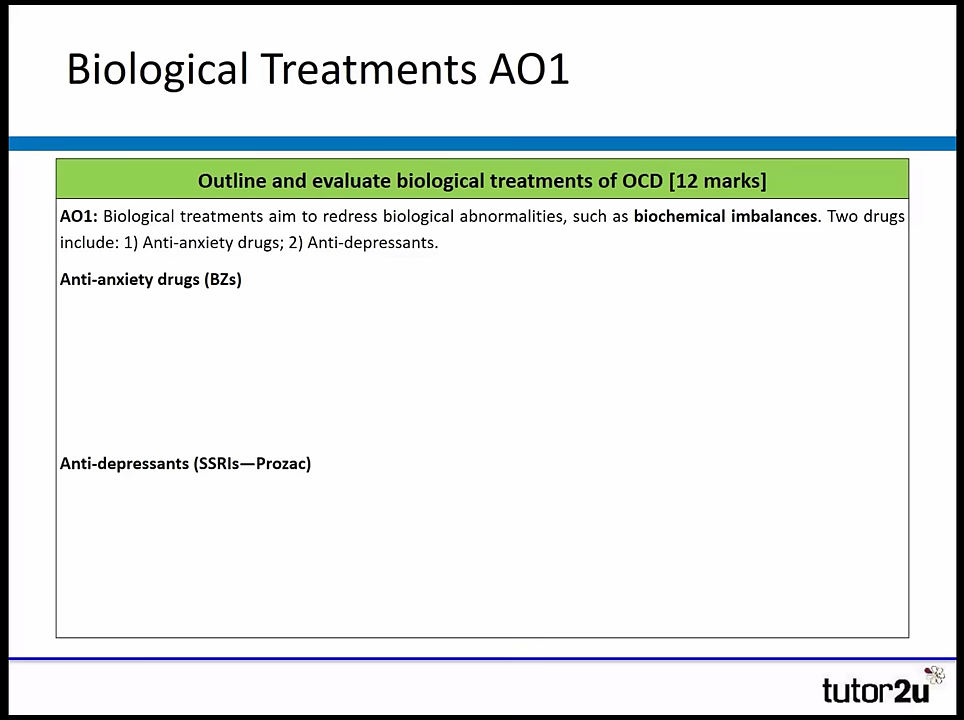 Biological Treatments AO1
Outline and evaluate biological treatments of OCD [12 marks]
AO1: Biological treatments aim to redress biological abnormalities, such as biochemical imbalances. Two drugs
include: 1) Anti-anxiety drugs; 2) Anti-depressants.
Anti-anxiety drugs (BZs)
Anti-depressants (SSRIs—Prozac)
tutor2u